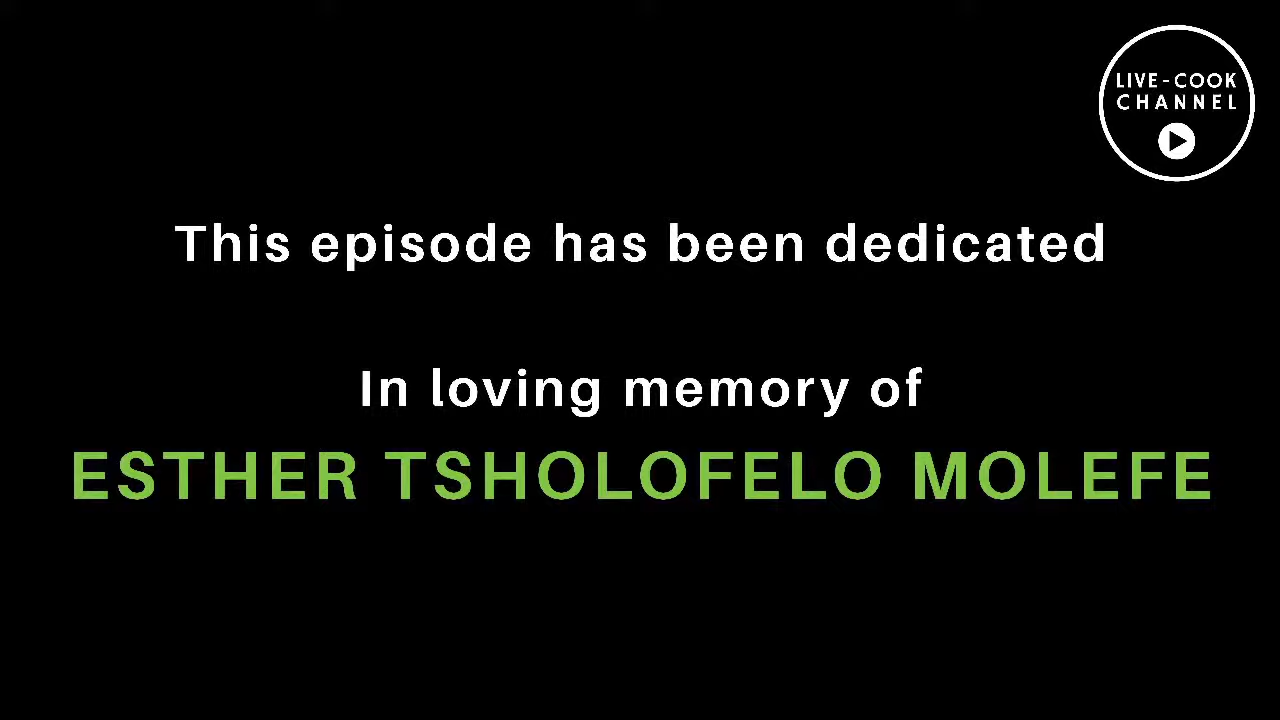 LIVE-COOK
CHANNEL
This episode has been dedicated
In loving memory of
ESTHER TSHOLOFELO MOLEFE